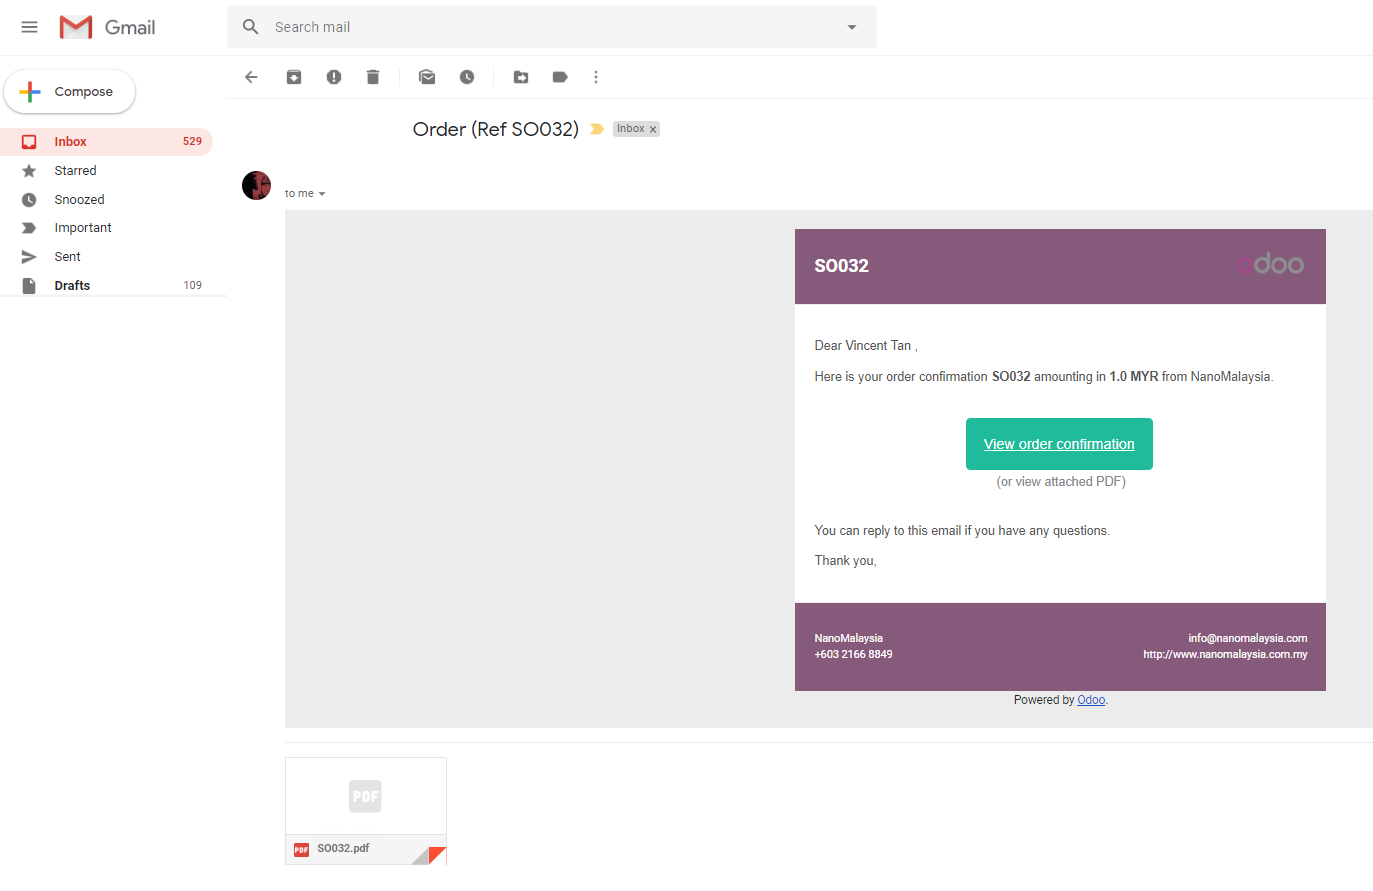 Gmail
Search mail
Compose
Inbox 529
Starred
Snoozed
Important
Sent
Drafts 109
Order (Ref SO032) Inbox x
to me
SO032 odoo
Dear Vincent Tan ,
Here is your order confirmation SO032 amounting in 1.0 MYR from NanoMalaysia.
View order confirmation
(or view attached PDF)
You can reply to this email if you have any questions.
Thank you,
NanoMalaysia info@nanomalaysia.com
+603 2166 8849 http://www.nanomalaysia.com.my
Powered by Odoo.
PDF
PDF SO032.pdf